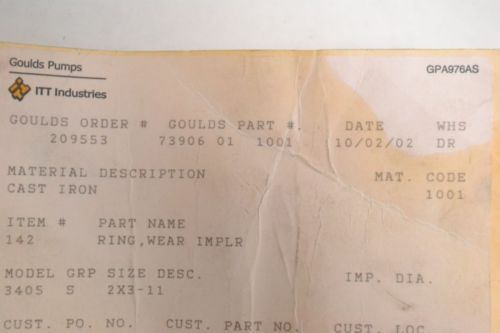 Goulds Pumps
GPA976AS
ITT Industries
GOULDS ORDER # GOULDS PART #. DATE WHS
209553 73906 01 1001 10/02/02 DR
MATERIAL DESCRIPTION MAT. CODE
CAST IRON 1001
ITEM # PART NAME
142 RING,WEAR IMPLR
MODEL GRP SIZE DESC. IMP. DIA.
3405 S 2X3-11
CUST. PO. NO. CUST. PART NO. CUST. LOC